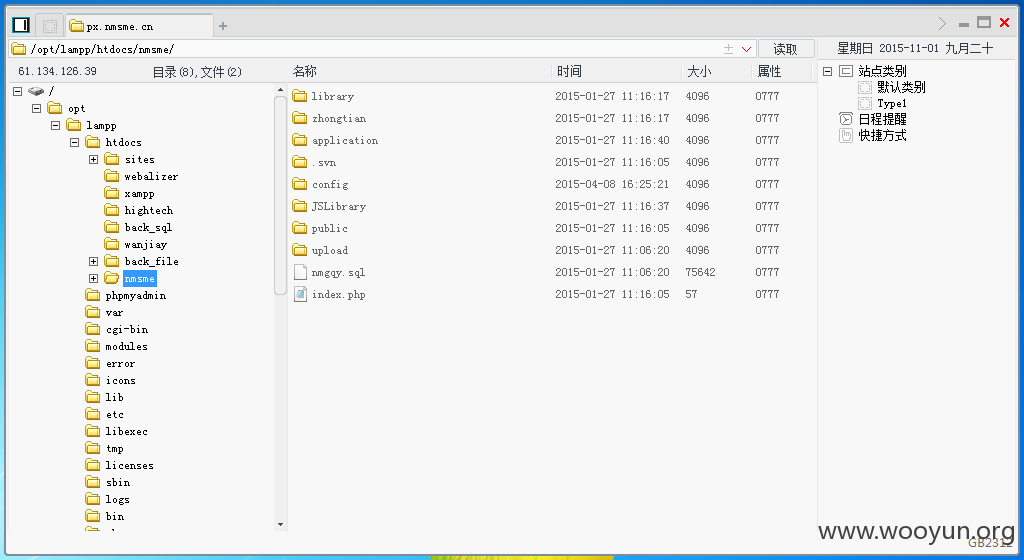 px.nmsme.cn
/opt/lampp/htdocs/nmsme/
读取
星期日 2015-11-01 九月二十
61.134.126.39 目录(8),文件(2)
名称 时间 大小 属性
/
opt
lampp
htdocs
sites
webalizer
xampp
hightech
back_sql
wanjiay
back_file
nmsme
phpmyadmin
var
cgi-bin
modules
error
icons
lib
etc
libexec
tmp
licenses
sbin
logs
bin
library 2015-01-27 11:16:17 4096 0777
zhongtian 2015-01-27 11:16:17 4096 0777
application 2015-01-27 11:16:40 4096 0777
.svn 2015-01-27 11:16:05 4096 0777
config 2015-04-08 16:25:21 4096 0777
JSLibrary 2015-01-27 11:16:37 4096 0777
public 2015-01-27 11:16:05 4096 0777
upload 2015-01-27 11:06:20 4096 0777
nmgqy.sql 2015-01-27 11:06:20 75642 0777
index.php 2015-01-27 11:16:05 57 0777
站点类别
默认类别
Type1
日程提醒
快捷方式
www.wooyun.org
GB2312